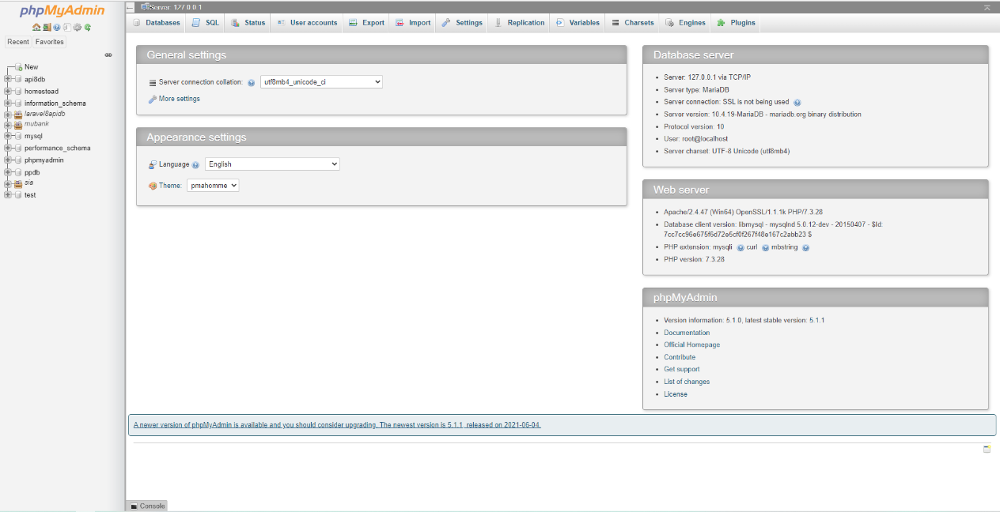 phpMyAdmin
Recent Favorites
New
api8db
homestead
information_schema
laravel8apidb
mubank
mysql
performance_schema
phpmyadmin
ppdb
sia
test
Server: 127.0.0.1
Databases SQL Status User accounts Export Import Settings Replication Variables Charsets Engines Plugins
General settings
Server connection collation: utf8mb4_unicode_ci
More settings
Appearance settings
Language English
Theme: pmahomme
Database server
Server: 127.0.0.1 via TCP/IP
Server type: MariaDB
Server connection: SSL is not being used
Server version: 10.4.19-MariaDB - mariadb.org binary distribution
Protocol version: 10
User: root@localhost
Server charset: UTF-8 Unicode (utf8mb4)
Web server
Apache/2.4.47 (Win64) OpenSSL/1.1.1k PHP/7.3.28
Database client version: libmysql - mysqlnd 5.0.12-dev - 20150407 - $Id:
7cc7cc96e675f6d72e5cf0f267f48e167c2abb23 $
PHP extension: mysqli curl mbstring
PHP version: 7.3.28
phpMyAdmin
Version information: 5.1.0, latest stable version: 5.1.1
Documentation
Official Homepage
Contribute
Get support
List of changes
License
A newer version of phpMyAdmin is available and you should consider upgrading. The newest version is 5.1.1, released on 2021-06-04.
Console